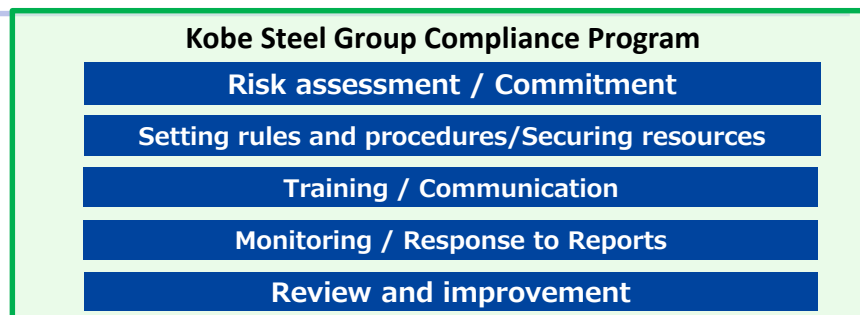 Kobe Steel Group Compliance Program
Risk assessment / Commitment
Setting rules and procedures/Securing resources
Training / Communication
Monitoring / Response to Reports
Review and improvement